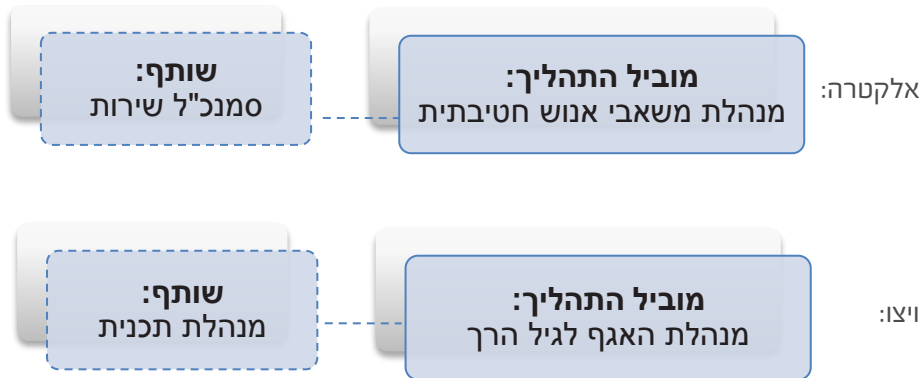 אלקטרה:
מוביל התהליך:
מנהלת משאבי אנוש חטיבתית
שותף:
סמנכ"ל שירות
ויצו:
מוביל התהליך:
מנהלת האגף לגיל הרך
שותף:
מנהלת תכנית